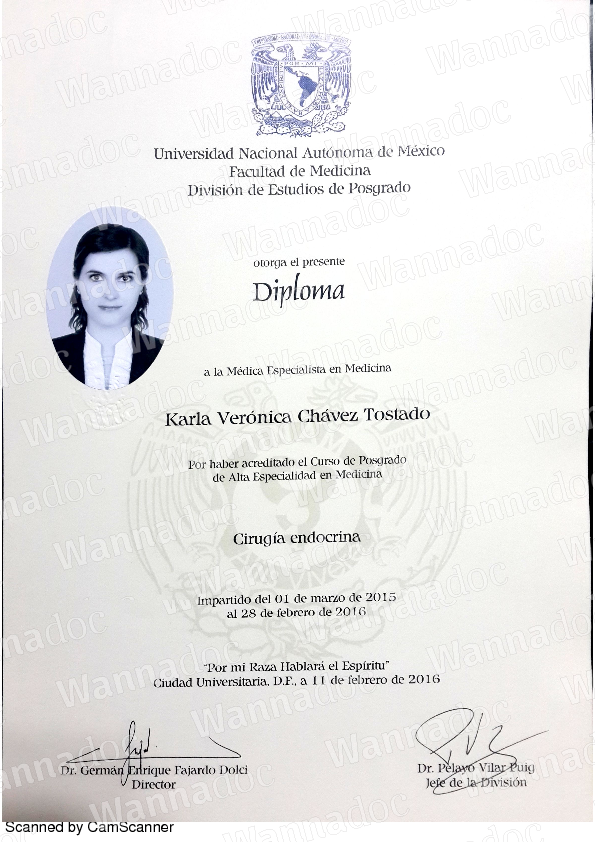 POR MI
Universidad Nacional Autónoma de México
Facultad de Medicina
División de Estudios de Posgrado
otorga el presente
Diploma
a la Médica Especialista en Medicina
Karla Verónica Chávez Tostado
Por haber acreditado el Curso de Posgrado
de Alta Especialidad en Medicina
Cirugía endocrina
Impartido del 01 de marzo de 2015
al 28 de febrero de 2016
"Por mi Raza Hablará el Espíritu"
Ciudad Universitaria, D.F., a 11 de febrero de 2016
Dr. Germán Enrique Fajardo Dolci
Director
Dr. Pelayo Vilar Puig
Jefe de la División
Scanned by CamScanner
Wannadoc